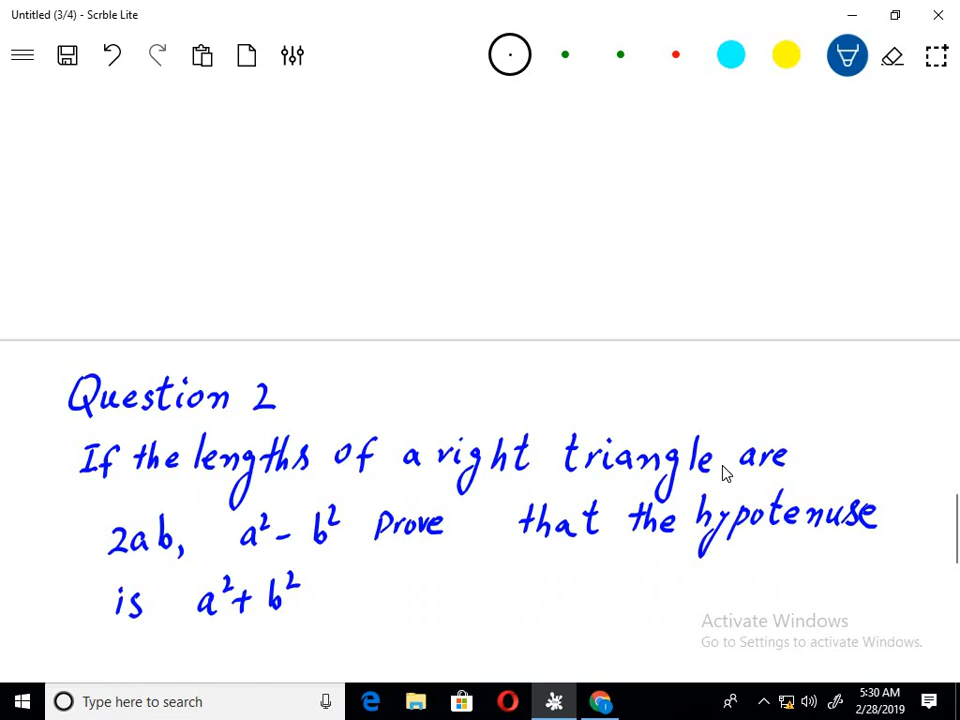 Untitled (3/4) - Scrble Lite
Question 2
If the lengths of a right triangle are
2ab, a² - b² Prove that the hypotenuse
is a² + b²
Activate Windows
Go to Settings to activate Windows.
Type here to search
5:30 AM
2/28/2019